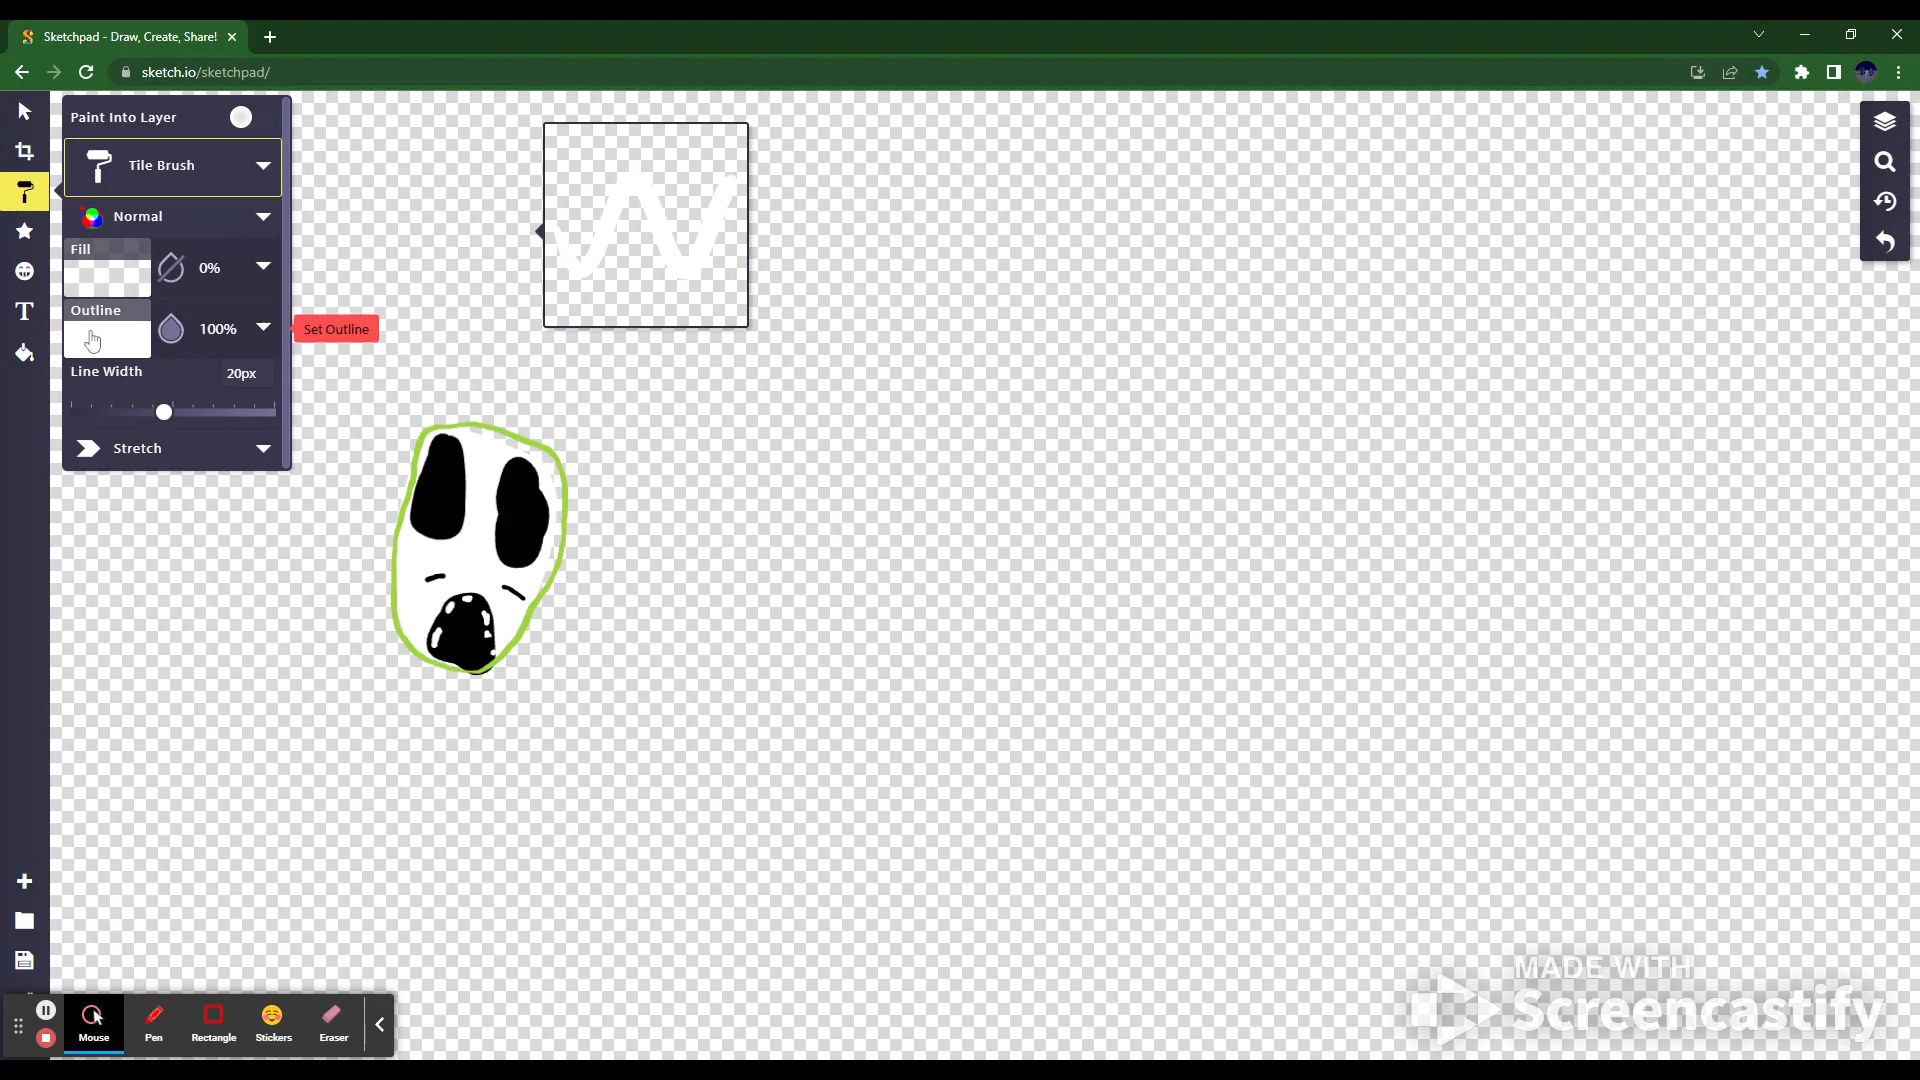 Sketchpad - Draw, Create, Share!
sketch.io/sketchpad/
Paint Into Layer
Tile Brush
Normal
Fill
0%
Outline
100%
Set Outline
Line Width
20px
Stretch
T
Mouse
Pen
Rectangle
Stickers
Eraser
MADE WITH
Screencastify